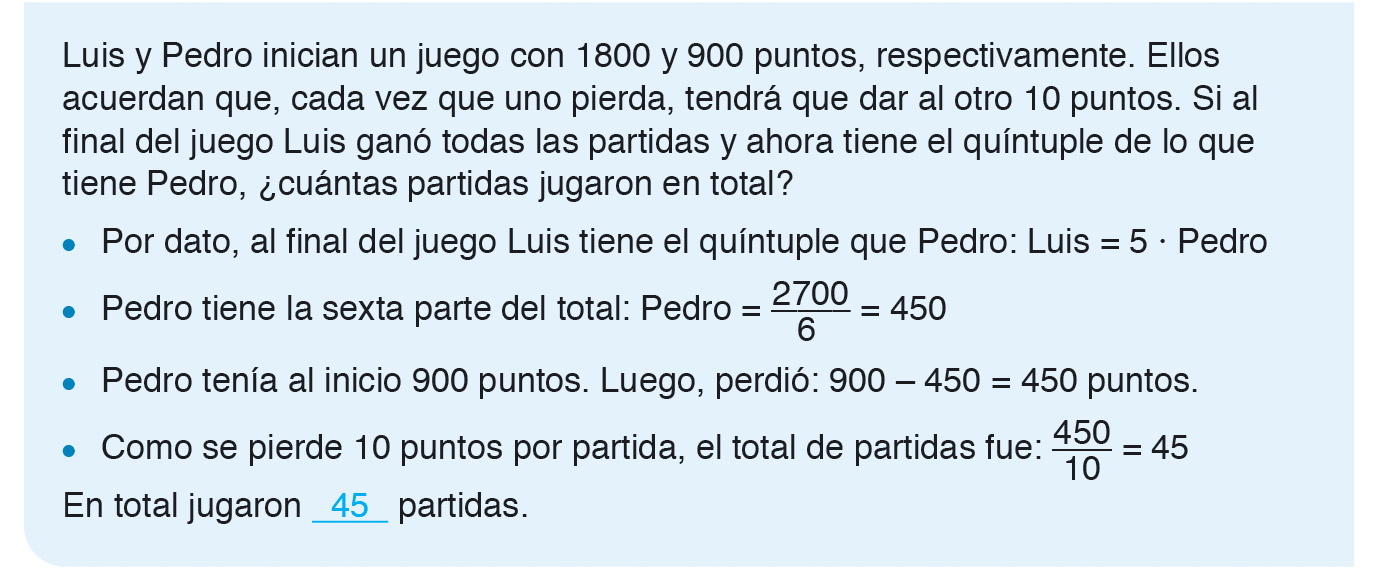 Luis y Pedro inician un juego con 1800 y 900 puntos, respectivamente. Ellos
acuerdan que, cada vez que uno pierda, tendrá que dar al otro 10 puntos. Si al
final del juego Luis ganó todas las partidas y ahora tiene el quíntuple de lo que
tiene Pedro, ¿cuántas partidas jugaron en total?
• Por dato, al final del juego Luis tiene el quíntuple que Pedro: Luis = 5 · Pedro
• Pedro tiene la sexta parte del total: Pedro = 2700/6 = 450
• Pedro tenía al inicio 900 puntos. Luego, perdió: 900 – 450 = 450 puntos.
• Como se pierde 10 puntos por partida, el total de partidas fue: 450/10 = 45
En total jugaron 45 partidas.